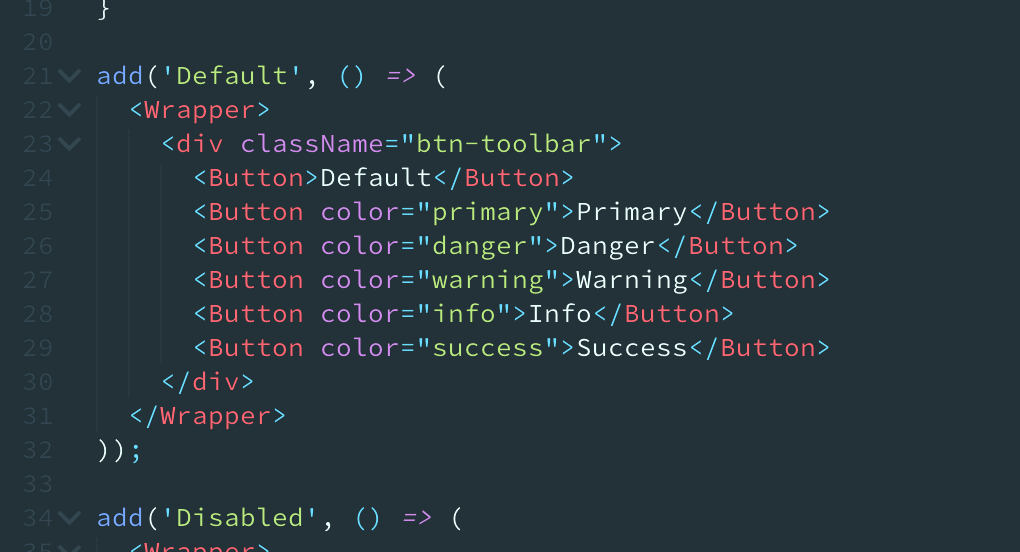 19 }
20
21 add('Default', () => (
22 <Wrapper>
23 <div className="btn-toolbar">
24 <Button>Default</Button>
25 <Button color="primary">Primary</Button>
26 <Button color="danger">Danger</Button>
27 <Button color="warning">Warning</Button>
28 <Button color="info">Info</Button>
29 <Button color="success">Success</Button>
30 </div>
31 </Wrapper>
32 ));
33
34 add('Disabled', () => (
35 <Wrapper>